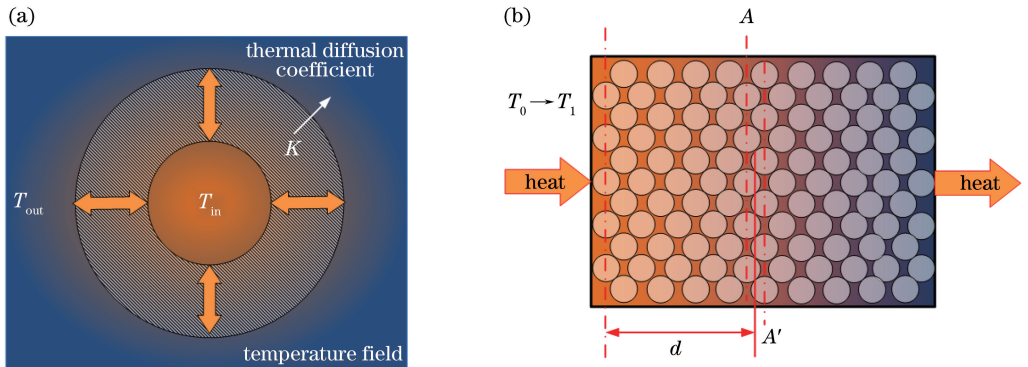 (a)
thermal diffusion
coefficient
K
T_out
T_in
temperature field
(b)
A
T_0→T_1
heat
heat
A′
d